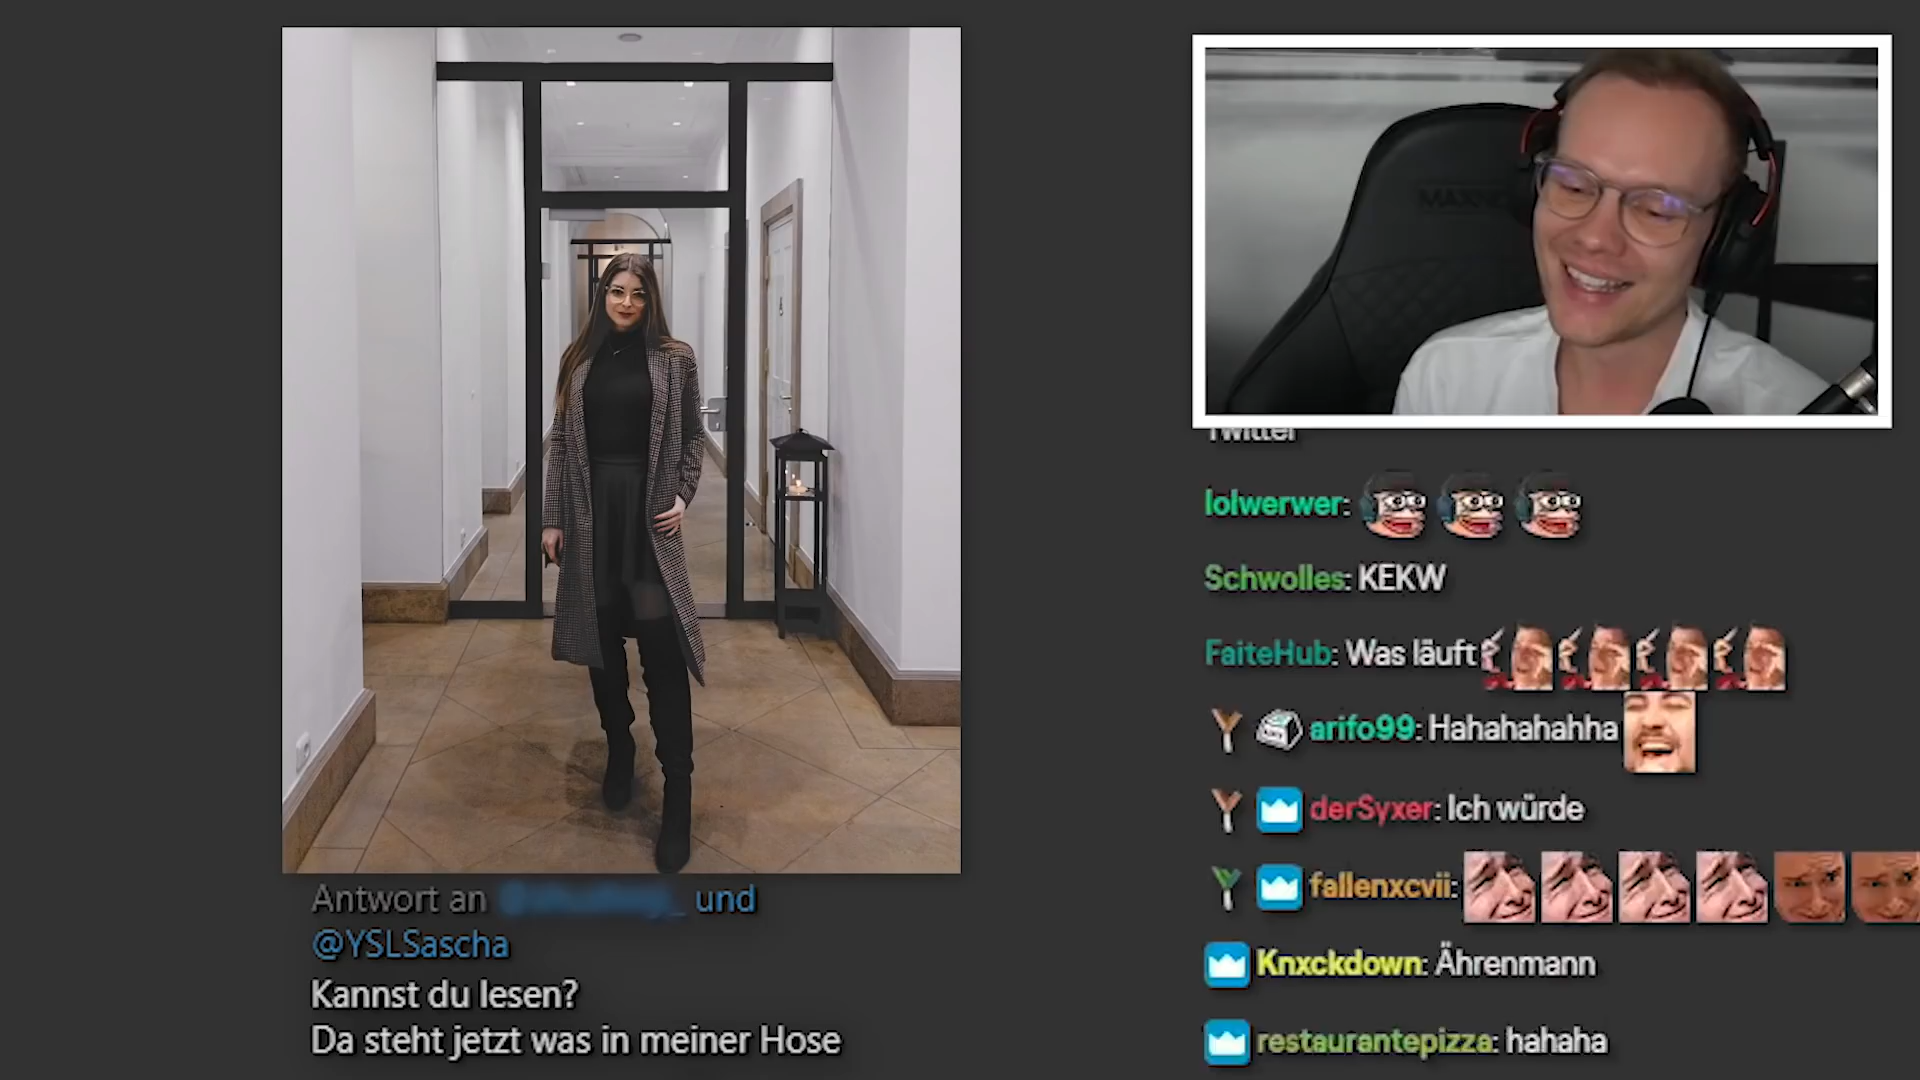 Antwort an und
@YSLSascha
Kannst du lesen?
Da steht jetzt was in meiner Hose
Twitter
lolwerwer:
Schwolles: KEKW
FaiteHub: Was läuft
arifo99: Hahahahahha
derSyxer: Ich würde
fallenxcvii:
Knxckdown: Ährenmann
restaurantepizza: hahaha